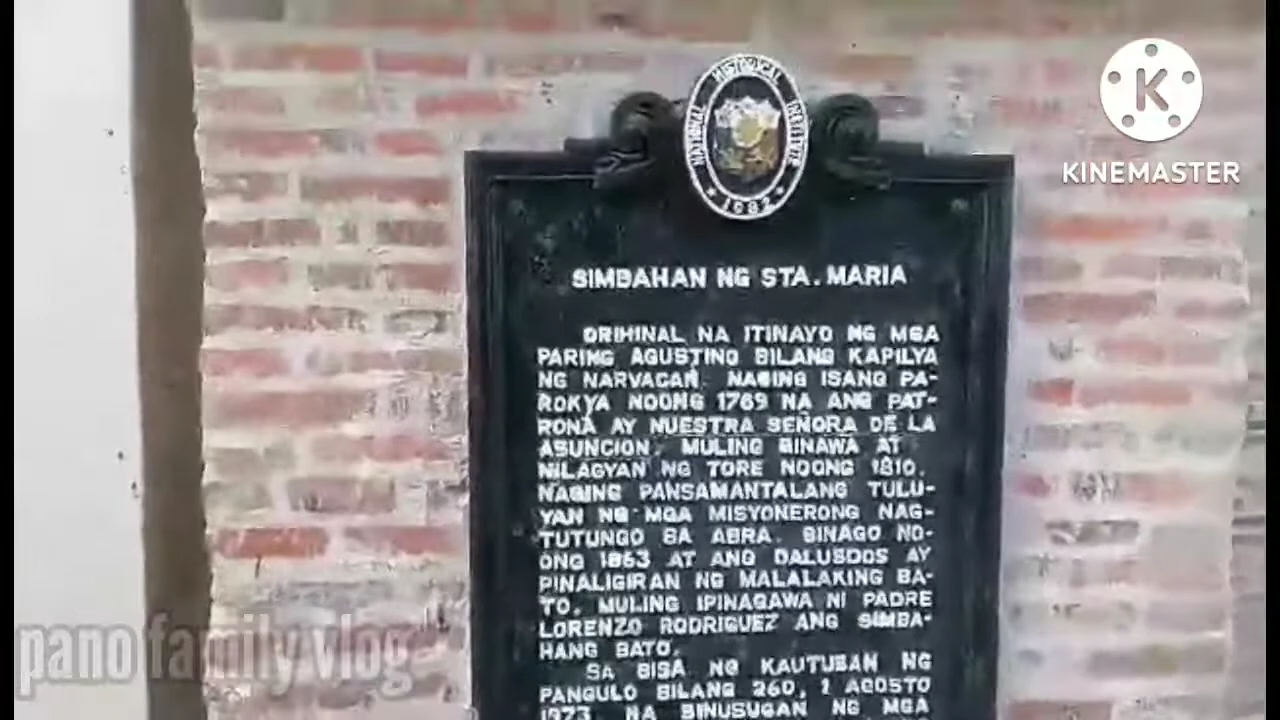 NATIONAL HISTORICAL INSTITUTE
1982
KINEMASTER
SIMBAHAN NG STA. MARIA
ORIHINAL NA ITINAYO NG MGA
PARING AGUSTINO BILANG KAPILYA
NG NARVACAN. NAGING ISANG PA-
ROKYA NOONG 1769 NA ANG PAT-
RONA AY NUESTRA SEÑORA DE LA
ASUNCION. MULING GINAWA AT
NILAGYAN NG TORE NOONG 1810.
NAGING PANSAMANTALANG TULU-
YAN NG MGA MISYONERONG NAG-
TUTUNGO SA ABRA. BINAGO NO-
ONG 1863 AT ANG DALUSDOS AY
PINALIGIRAN NG MALALAKING BA-
TO. MULING IPINAGAWA NI PADRE
LORENZO RODRIGUEZ ANG SIMBA-
HANG BATO.
SA BISA NG KAUTUSAN NG
PANGULO BILANG 260, 1 AGOSTO
1973, NA SINUSUGAN NG MGA
pano family vlog